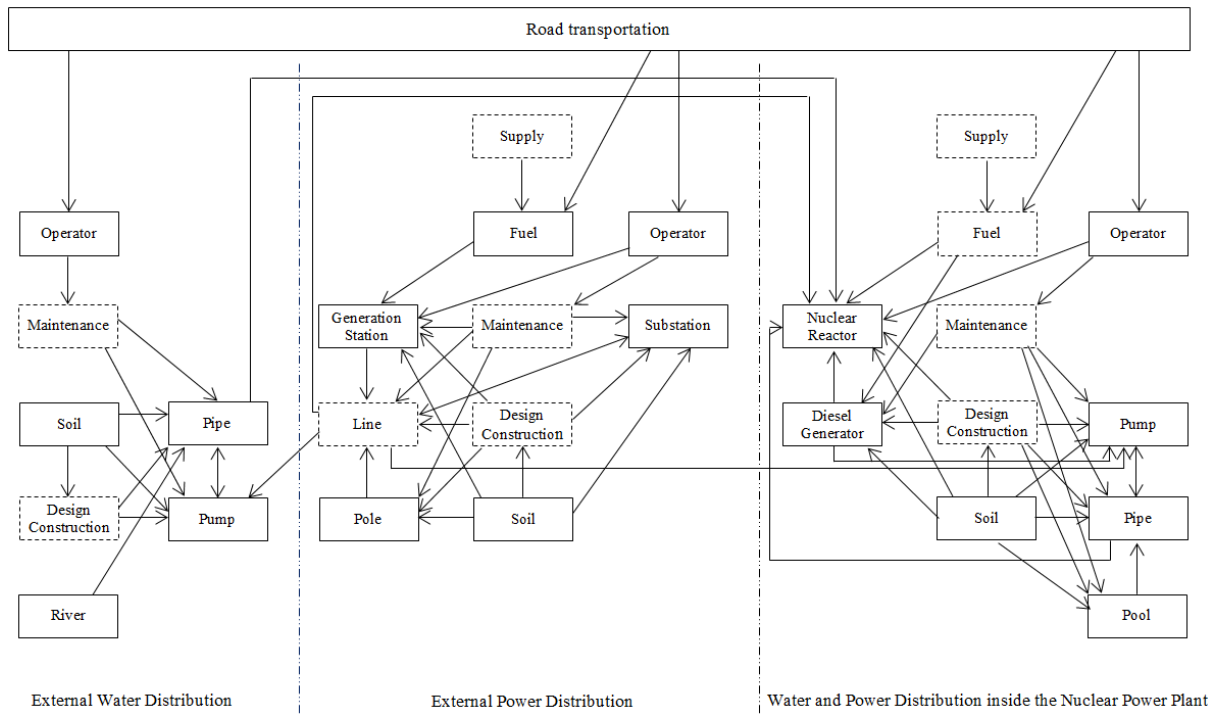 Road transportation
Supply
Supply
Operator
Fuel
Operator
Fuel
Operator
Maintenance
Generation
Station
Maintenance
Substation
Nuclear
Reactor
Maintenance
Soil
Pipe
Line
Design
Construction
Diesel
Generator
Design
Construction
Pump
Design
Construction
Pump
Pole
Soil
Soil
Pipe
River
Pool
External Water Distribution
External Power Distribution
Water and Power Distribution inside the Nuclear Power Plant